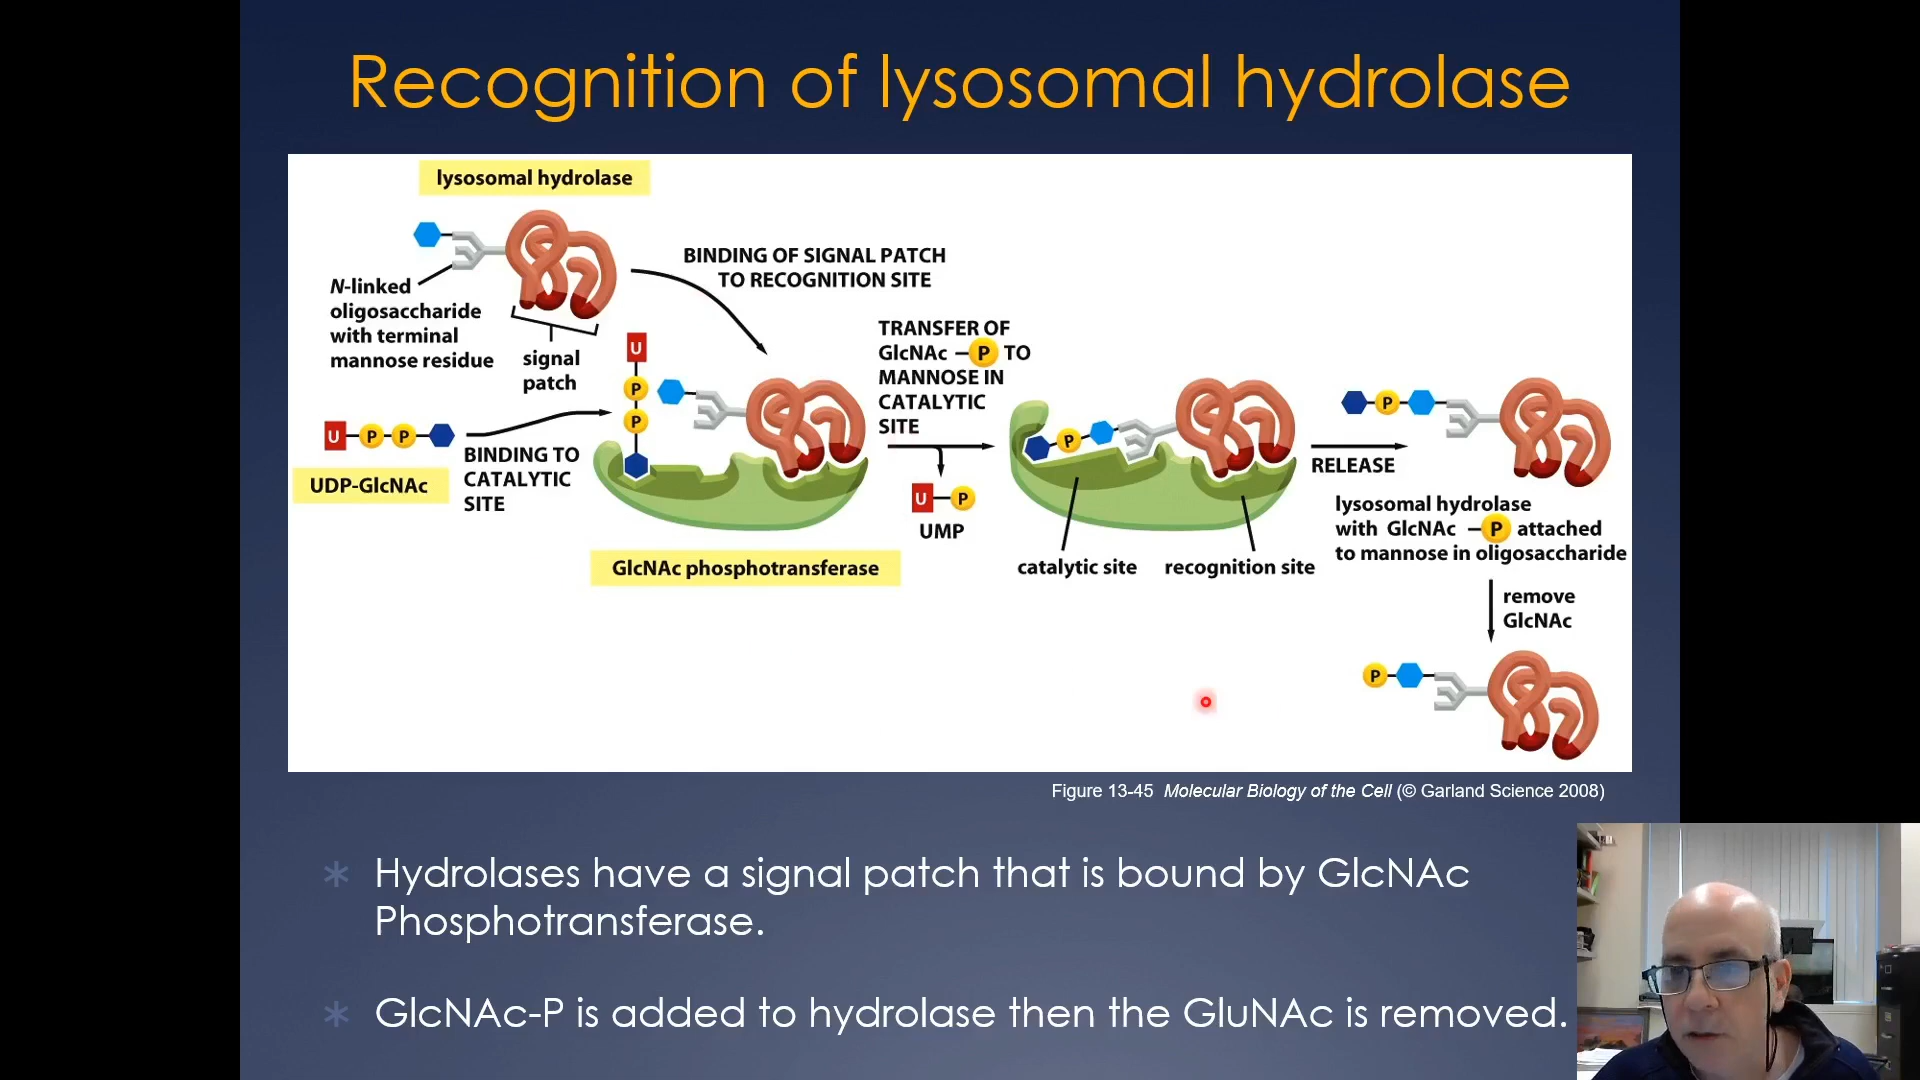 Recognition of lysosomal hydrolase
lysosomal hydrolase
N-linked
oligosaccharide
with terminal
mannose residue
signal
patch
BINDING OF SIGNAL PATCH
TO RECOGNITION SITE
U
P
P
U P P
UDP-GlcNAc
BINDING TO
CATALYTIC
SITE
GlcNAc phosphotransferase
TRANSFER OF
GlcNAc – P TO
MANNOSE IN
CATALYTIC
SITE
U P
UMP
P
catalytic site
recognition site
RELEASE
P
lysosomal hydrolase
with GlcNAc – P attached
to mannose in oligosaccharide
remove
GlcNAc
P
Figure 13-45 Molecular Biology of the Cell (© Garland Science 2008)
* Hydrolases have a signal patch that is bound by GlcNAc
Phosphotransferase.
* GlcNAc-P is added to hydrolase then the GluNAc is removed.